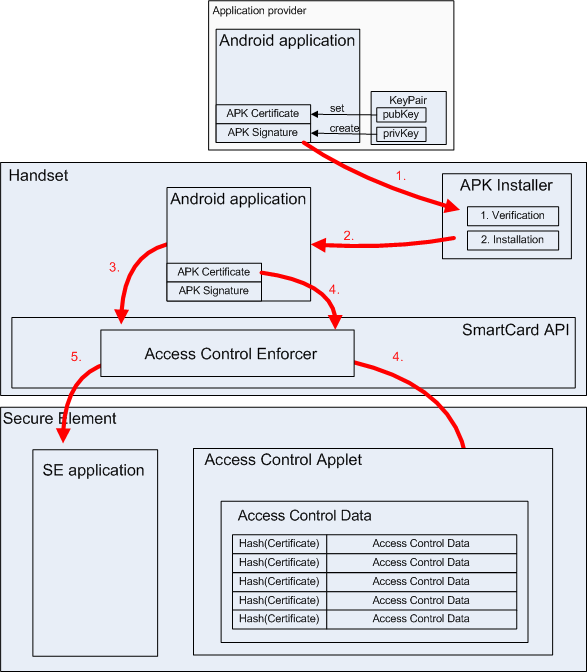 Application provider
Android application
KeyPair
APK Certificate
set
pubKey
APK Signature
create
privKey
Handset
1.
APK Installer
Android application
1. Verification
2.
2. Installation
3.
APK Certificate
APK Signature
4.
SmartCard API
5.
Access Control Enforcer
4.
Secure Element
SE application
Access Control Applet
Access Control Data
Hash(Certificate) Access Control Data
Hash(Certificate) Access Control Data
Hash(Certificate) Access Control Data
Hash(Certificate) Access Control Data
Hash(Certificate) Access Control Data